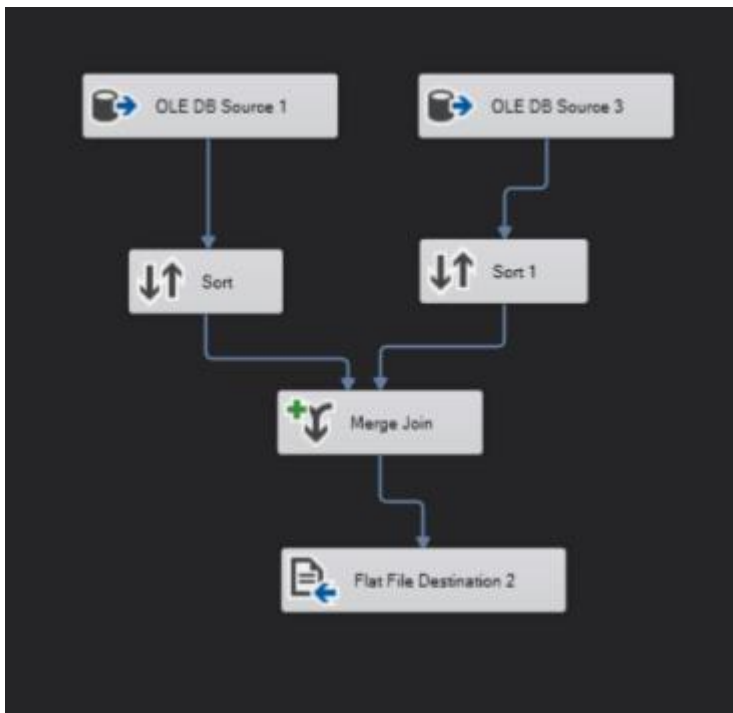 OLE DB Source 1
OLE DB Source 3
Sort
Sort 1
Merge Join
Flat File Destination 2